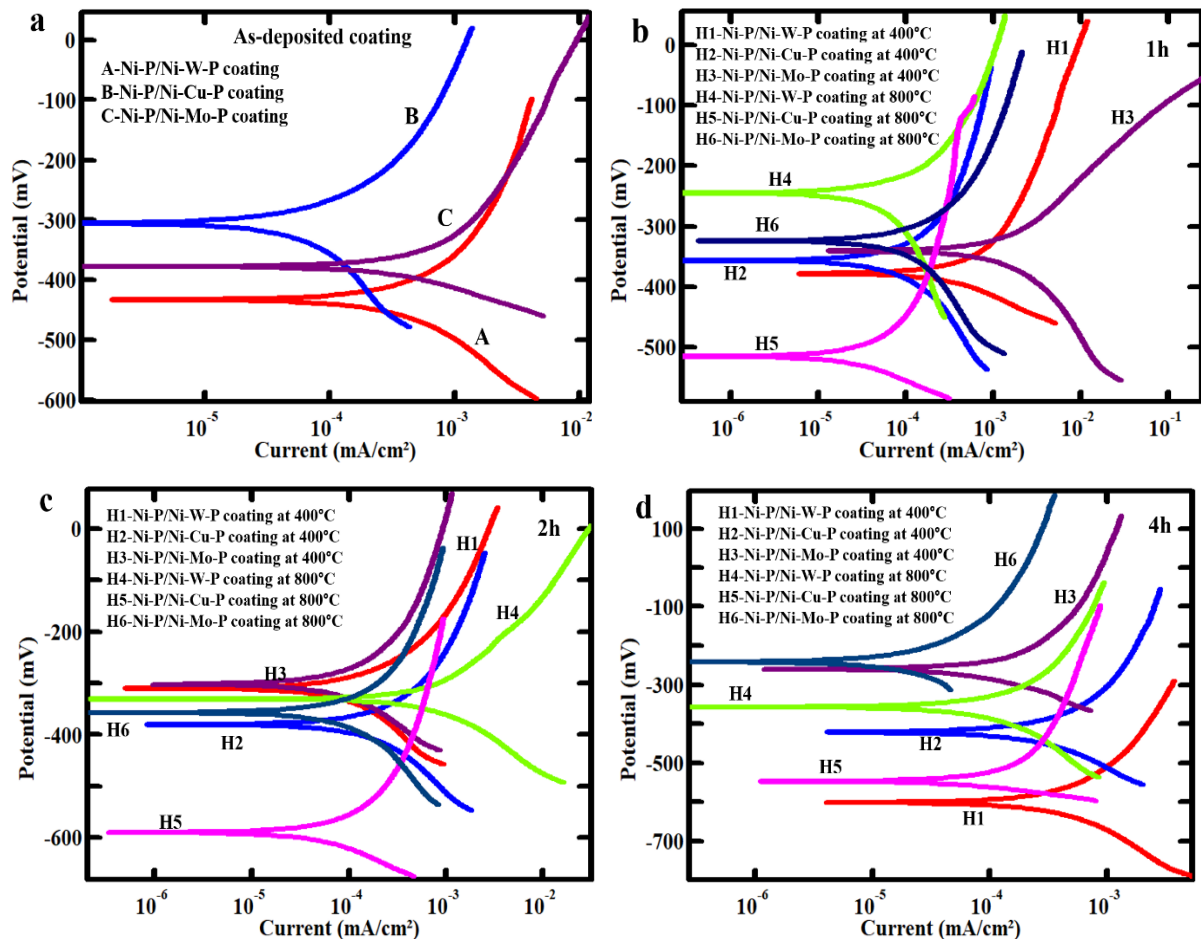 a
As-deposited coating
A-Ni-P/Ni-W-P coating
B-Ni-P/Ni-Cu-P coating
C-Ni-P/Ni-Mo-P coating
B
C
A
0
-100
-200
-300
-400
-500
-600
Potential (mV)
10⁻⁵
10⁻⁴
10⁻³
10⁻²
Current (mA/cm²)
b
1h
H1-Ni-P/Ni-W-P coating at 400°C
H2-Ni-P/Ni-Cu-P coating at 400°C
H3-Ni-P/Ni-Mo-P coating at 400°C
H4-Ni-P/Ni-W-P coating at 800°C
H5-Ni-P/Ni-Cu-P coating at 800°C
H6-Ni-P/Ni-Mo-P coating at 800°C
H1
H3
H4
H6
H2
H5
0
-100
-200
-300
-400
-500
Potential (mV)
10⁻⁶
10⁻⁵
10⁻⁴
10⁻³
10⁻²
10⁻¹
Current (mA/cm²)
c
2h
H1-Ni-P/Ni-W-P coating at 400°C
H2-Ni-P/Ni-Cu-P coating at 400°C
H3-Ni-P/Ni-Mo-P coating at 400°C
H4-Ni-P/Ni-W-P coating at 800°C
H5-Ni-P/Ni-Cu-P coating at 800°C
H6-Ni-P/Ni-Mo-P coating at 800°C
H1
H4
H3
H6
H2
H5
0
-200
-400
-600
Potential (mV)
10⁻⁶
10⁻⁵
10⁻⁴
10⁻³
10⁻²
Current (mA/cm²)
d
4h
H1-Ni-P/Ni-W-P coating at 400°C
H2-Ni-P/Ni-Cu-P coating at 400°C
H3-Ni-P/Ni-Mo-P coating at 400°C
H4-Ni-P/Ni-W-P coating at 800°C
H5-Ni-P/Ni-Cu-P coating at 800°C
H6-Ni-P/Ni-Mo-P coating at 800°C
H6
H3
H4
H2
H5
H1
100
-100
-300
-500
-700
Potential (mV)
10⁻⁶
10⁻⁵
10⁻⁴
10⁻³
Current (mA/cm²)